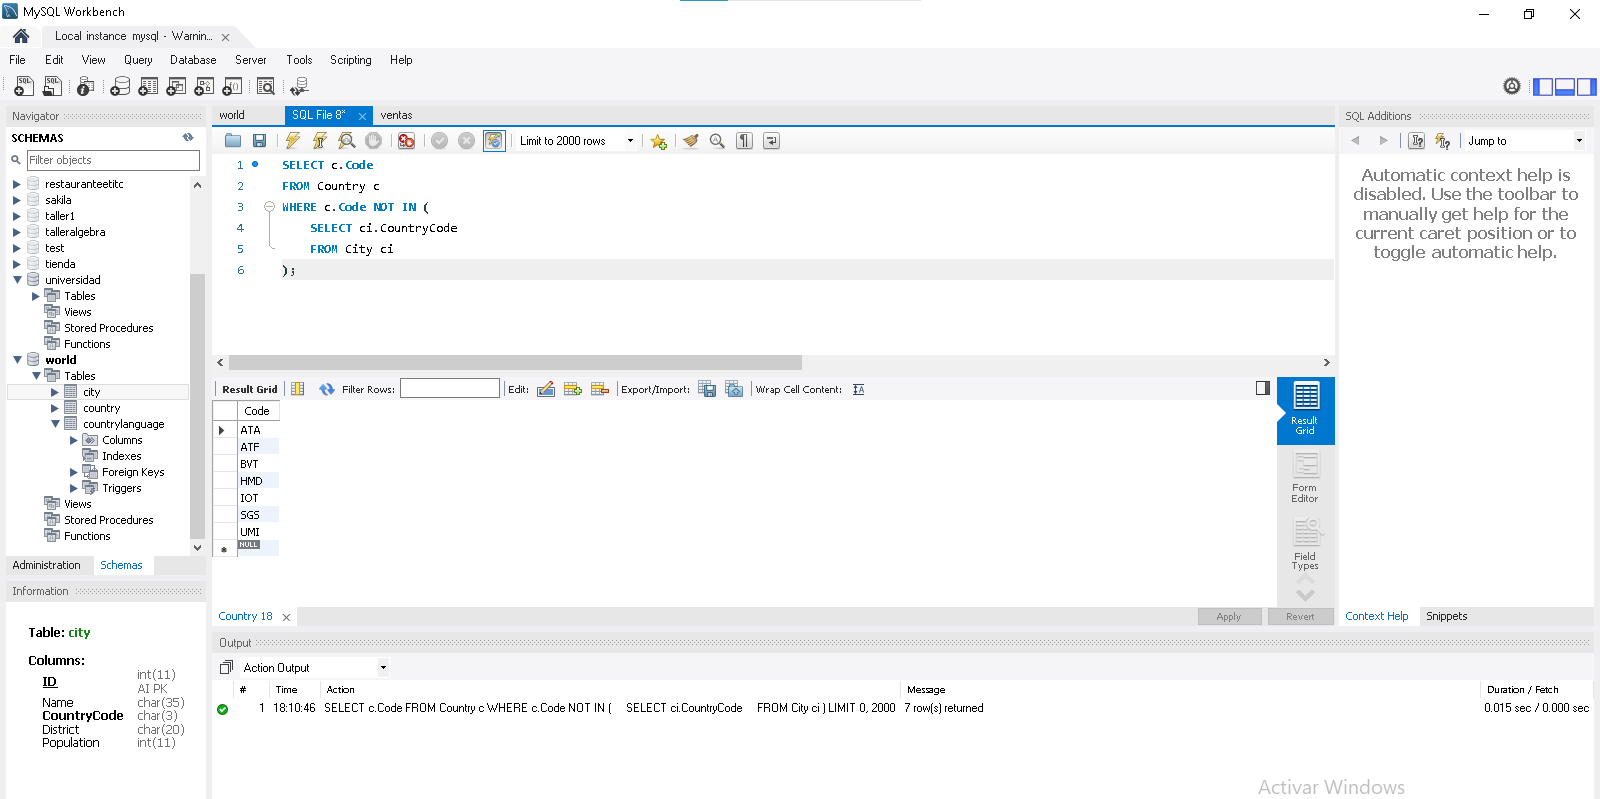 MySQL Workbench
Local instance mysql - Warnin...
File Edit View Query Database Server Tools Scripting Help
Navigator
SCHEMAS
Filter objects
restauranteetitc
sakila
taller1
talleralgebra
test
tienda
universidad
Tables
Views
Stored Procedures
Functions
world
Tables
city
country
countrylanguage
Columns
Indexes
Foreign Keys
Triggers
Views
Stored Procedures
Functions
Administration Schemas
Information
Table: city
Columns:
ID int(11) AI PK
Name char(35)
CountryCode char(3)
District char(20)
Population int(11)
world SQL File 8* ventas
Limit to 2000 rows
1 SELECT c.Code
2 FROM Country c
3 WHERE c.Code NOT IN (
4 SELECT ci.CountryCode
5 FROM City ci
6 );
Result Grid Filter Rows: Edit: Export/Import: Wrap Cell Content:
Code
ATA
ATF
BVT
HMD
IOT
SGS
UMI
NULL
Result Grid
Form Editor
Field Types
Country 18 Apply Revert
SQL Additions
Jump to
Automatic context help is
disabled. Use the toolbar to
manually get help for the
current caret position or to
toggle automatic help.
Context Help Snippets
Output
Action Output
# Time Action Message Duration / Fetch
1 18:10:46 SELECT c.Code FROM Country c WHERE c.Code NOT IN ( SELECT ci.CountryCode FROM City ci ) LIMIT 0, 2000 7 row(s) returned 0.015 sec / 0.000 sec
Activar Windows